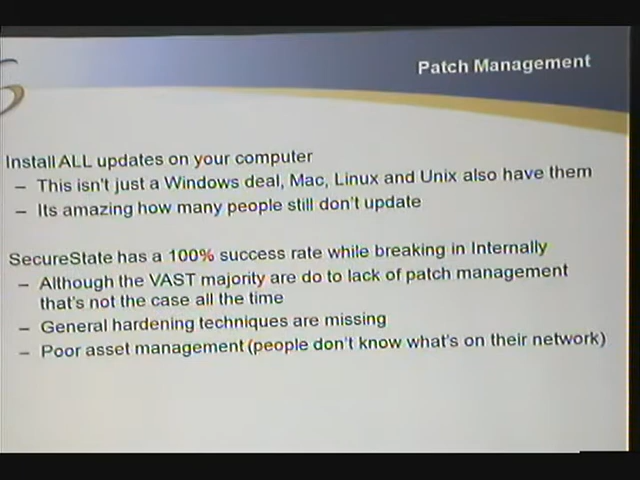 Patch Management
Install ALL updates on your computer
– This isn't just a Windows deal, Mac, Linux and Unix also have them
– Its amazing how many people still don't update
SecureState has a 100% success rate while breaking in Internally
– Although the VAST majority are do to lack of patch management
that's not the case all the time
– General hardening techniques are missing
– Poor asset management (people don't know what's on their network)